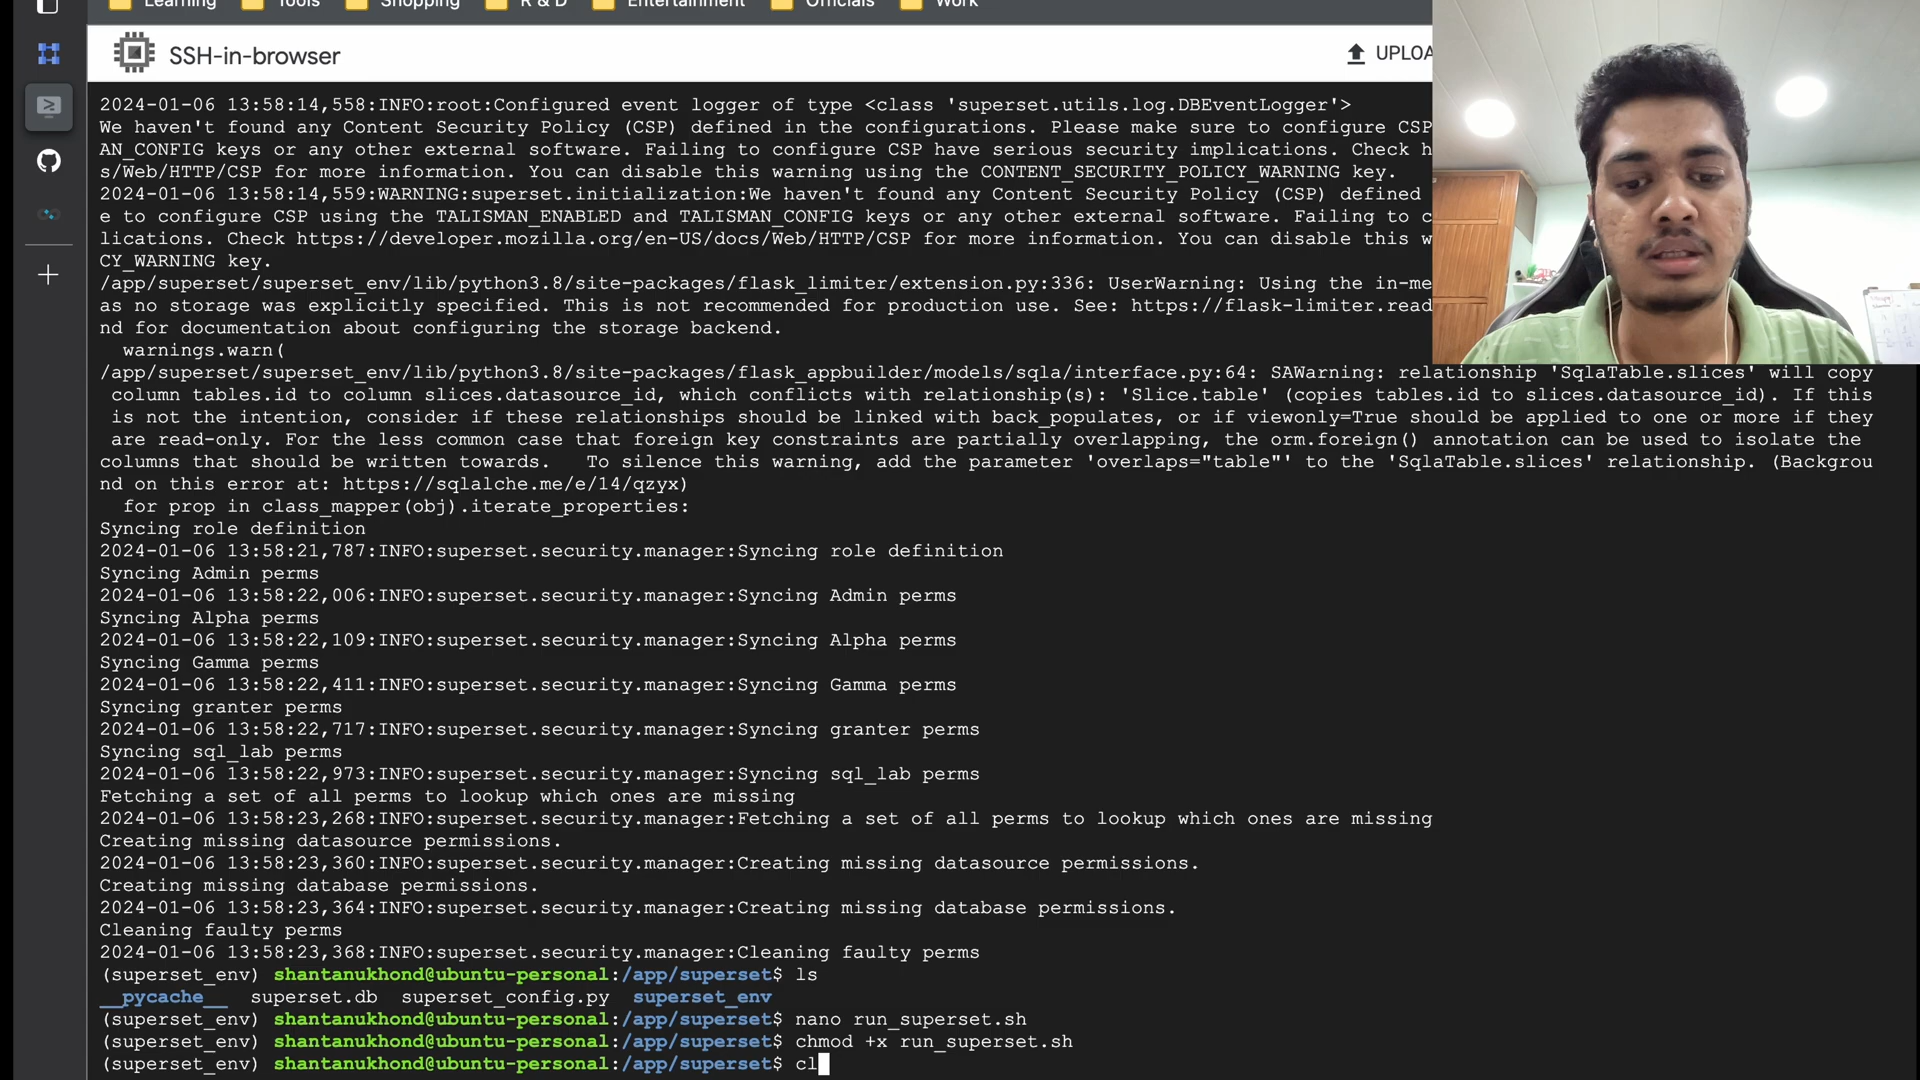 Learning Tools Shopping R & D Entertainment Officials Work
SSH-in-browser
UPLOA
2024-01-06 13:58:14,558:INFO:root:Configured event logger of type <class 'superset.utils.log.DBEventLogger'>
We haven't found any Content Security Policy (CSP) defined in the configurations. Please make sure to configure CSP
AN_CONFIG keys or any other external software. Failing to configure CSP have serious security implications. Check h
s/Web/HTTP/CSP for more information. You can disable this warning using the CONTENT_SECURITY_POLICY_WARNING key.
2024-01-06 13:58:14,559:WARNING:superset.initialization:We haven't found any Content Security Policy (CSP) defined
e to configure CSP using the TALISMAN_ENABLED and TALISMAN_CONFIG keys or any other external software. Failing to c
lications. Check https://developer.mozilla.org/en-US/docs/Web/HTTP/CSP for more information. You can disable this w
CY_WARNING key.
/app/superset/superset_env/lib/python3.8/site-packages/flask_limiter/extension.py:336: UserWarning: Using the in-me
as no storage was explicitly specified. This is not recommended for production use. See: https://flask-limiter.read
nd for documentation about configuring the storage backend.
warnings.warn(
/app/superset/superset_env/lib/python3.8/site-packages/flask_appbuilder/models/sqla/interface.py:64: SAWarning: relationship 'SqlaTable.slices' will copy
column tables.id to column slices.datasource_id, which conflicts with relationship(s): 'Slice.table' (copies tables.id to slices.datasource_id). If this
is not the intention, consider if these relationships should be linked with back_populates, or if viewonly=True should be applied to one or more if they
are read-only. For the less common case that foreign key constraints are partially overlapping, the orm.foreign() annotation can be used to isolate the
columns that should be written towards.   To silence this warning, add the parameter 'overlaps="table"' to the 'SqlaTable.slices' relationship. (Backgrou
nd on this error at: https://sqlalche.me/e/14/qzyx)
for prop in class_mapper(obj).iterate_properties:
Syncing role definition
2024-01-06 13:58:21,787:INFO:superset.security.manager:Syncing role definition
Syncing Admin perms
2024-01-06 13:58:22,006:INFO:superset.security.manager:Syncing Admin perms
Syncing Alpha perms
2024-01-06 13:58:22,109:INFO:superset.security.manager:Syncing Alpha perms
Syncing Gamma perms
2024-01-06 13:58:22,411:INFO:superset.security.manager:Syncing Gamma perms
Syncing granter perms
2024-01-06 13:58:22,717:INFO:superset.security.manager:Syncing granter perms
Syncing sql_lab perms
2024-01-06 13:58:22,973:INFO:superset.security.manager:Syncing sql_lab perms
Fetching a set of all perms to lookup which ones are missing
2024-01-06 13:58:23,268:INFO:superset.security.manager:Fetching a set of all perms to lookup which ones are missing
Creating missing datasource permissions.
2024-01-06 13:58:23,360:INFO:superset.security.manager:Creating missing datasource permissions.
Creating missing database permissions.
2024-01-06 13:58:23,364:INFO:superset.security.manager:Creating missing database permissions.
Cleaning faulty perms
2024-01-06 13:58:23,368:INFO:superset.security.manager:Cleaning faulty perms
(superset_env) shantanukhond@ubuntu-personal:/app/superset$ ls
__pycache__  superset.db  superset_config.py  superset_env
(superset_env) shantanukhond@ubuntu-personal:/app/superset$ nano run_superset.sh
(superset_env) shantanukhond@ubuntu-personal:/app/superset$ chmod +x run_superset.sh
(superset_env) shantanukhond@ubuntu-personal:/app/superset$ cl